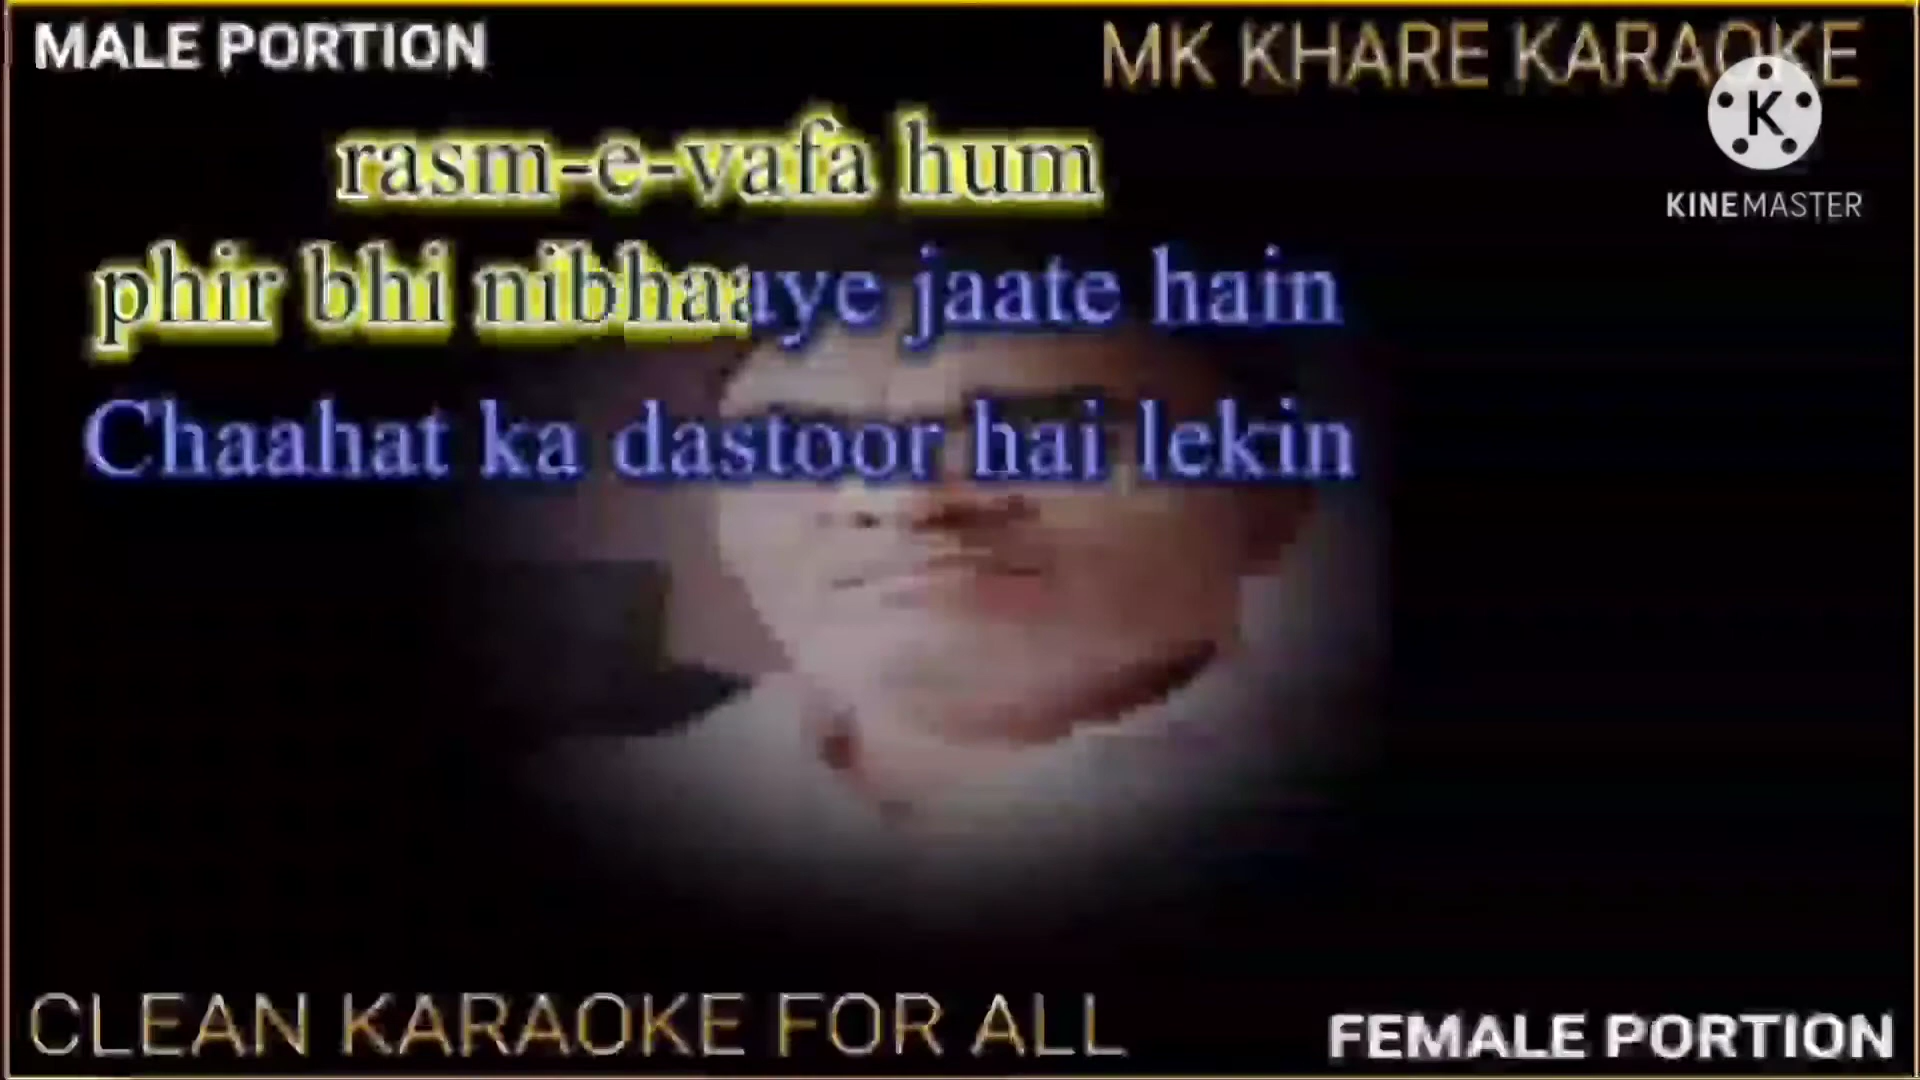 MALE PORTION
MK KHARE KARAOKE
K
KINEMASTER
rasm-e-vafa hum
phir bhi nibhaaaye jaate hain
Chaahat ka dastoor hai lekin
CLEAN KARAOKE FOR ALL
FEMALE PORTION